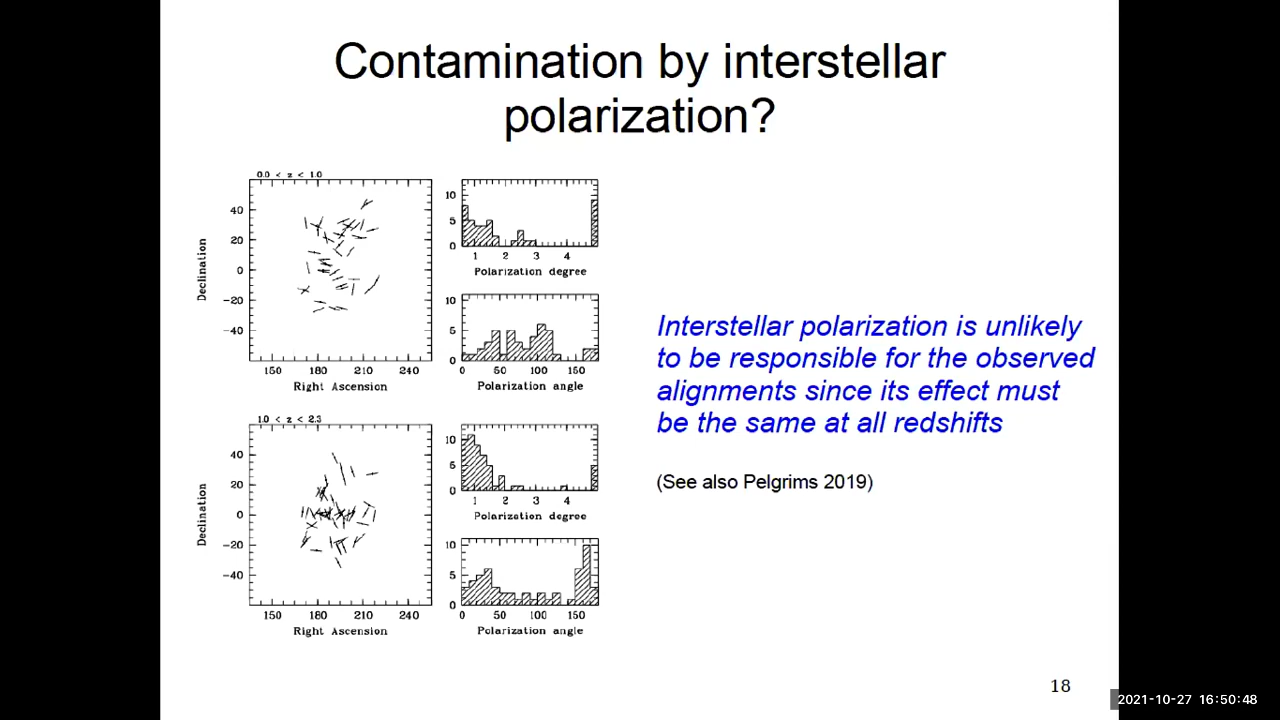 Contamination by interstellar
polarization?
0.0 < z < 1.0
40
20
0
−20
−40
Declination
150 180 210 240
Right Ascension
10
5
0
1 2 3 4
Polarization degree
10
5
0
0 50 100 150
Polarization angle
1.0 < z < 2.3
40
20
0
−20
−40
Declination
150 180 210 240
Right Ascension
10
5
0
1 2 3 4
Polarization degree
10
5
0
0 50 100 150
Polarization angle
Interstellar polarization is unlikely
to be responsible for the observed
alignments since its effect must
be the same at all redshifts
(See also Pelgrims 2019)
18
2021-10-27 16:50:48